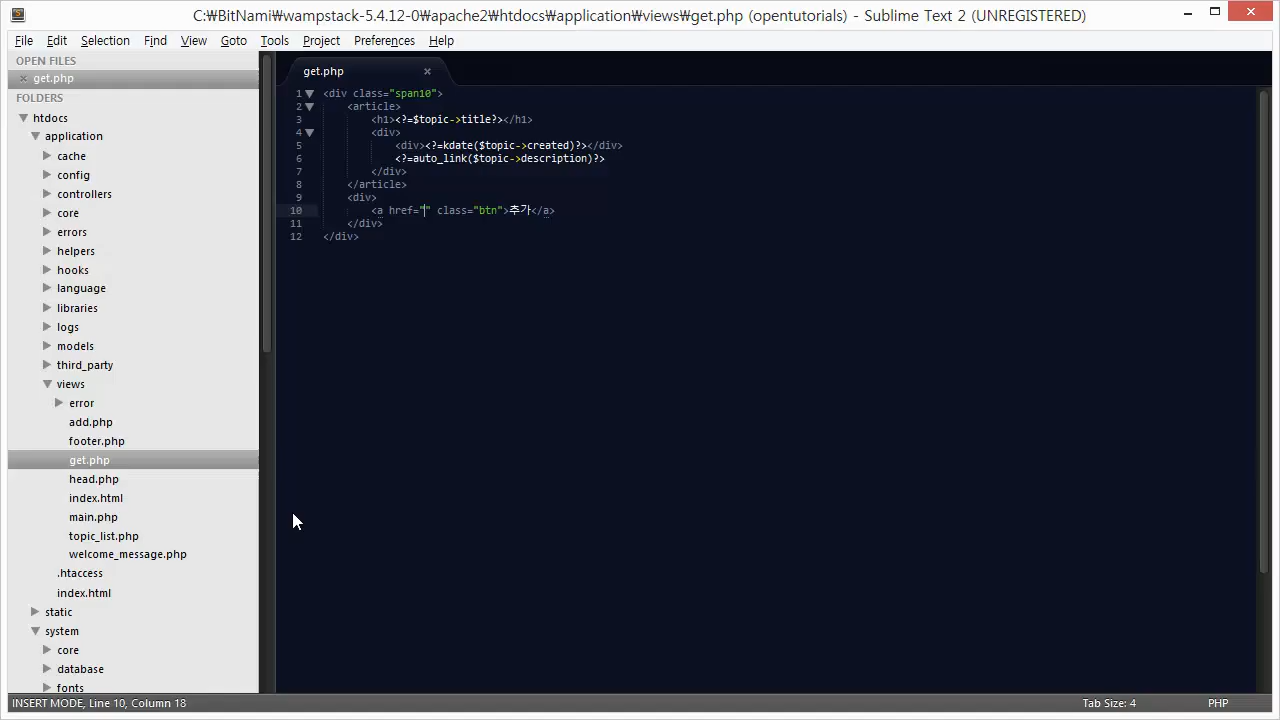 C:₩BitNami₩wampstack-5.4.12-0₩apache2₩htdocs₩application₩views₩get.php (opentutorials) - Sublime Text 2 (UNREGISTERED)
File Edit Selection Find View Goto Tools Project Preferences Help
OPEN FILES
get.php
FOLDERS
htdocs
application
cache
config
controllers
core
errors
helpers
hooks
language
libraries
logs
models
third_party
views
error
add.php
footer.php
get.php
head.php
index.html
main.php
topic_list.php
welcome_message.php
.htaccess
index.html
static
system
core
database
fonts
get.php
1 <div class="span10">
2 <article>
3 <h1><?=$topic->title?></h1>
4 <div>
5 <div><?=kdate($topic->created)?></div>
6 <?=auto_link($topic->description)?>
7 </div>
8 </article>
9 <div>
10 <a href="" class="btn">추가</a>
11 </div>
12 </div>
INSERT MODE, Line 10, Column 18
Tab Size: 4
PHP